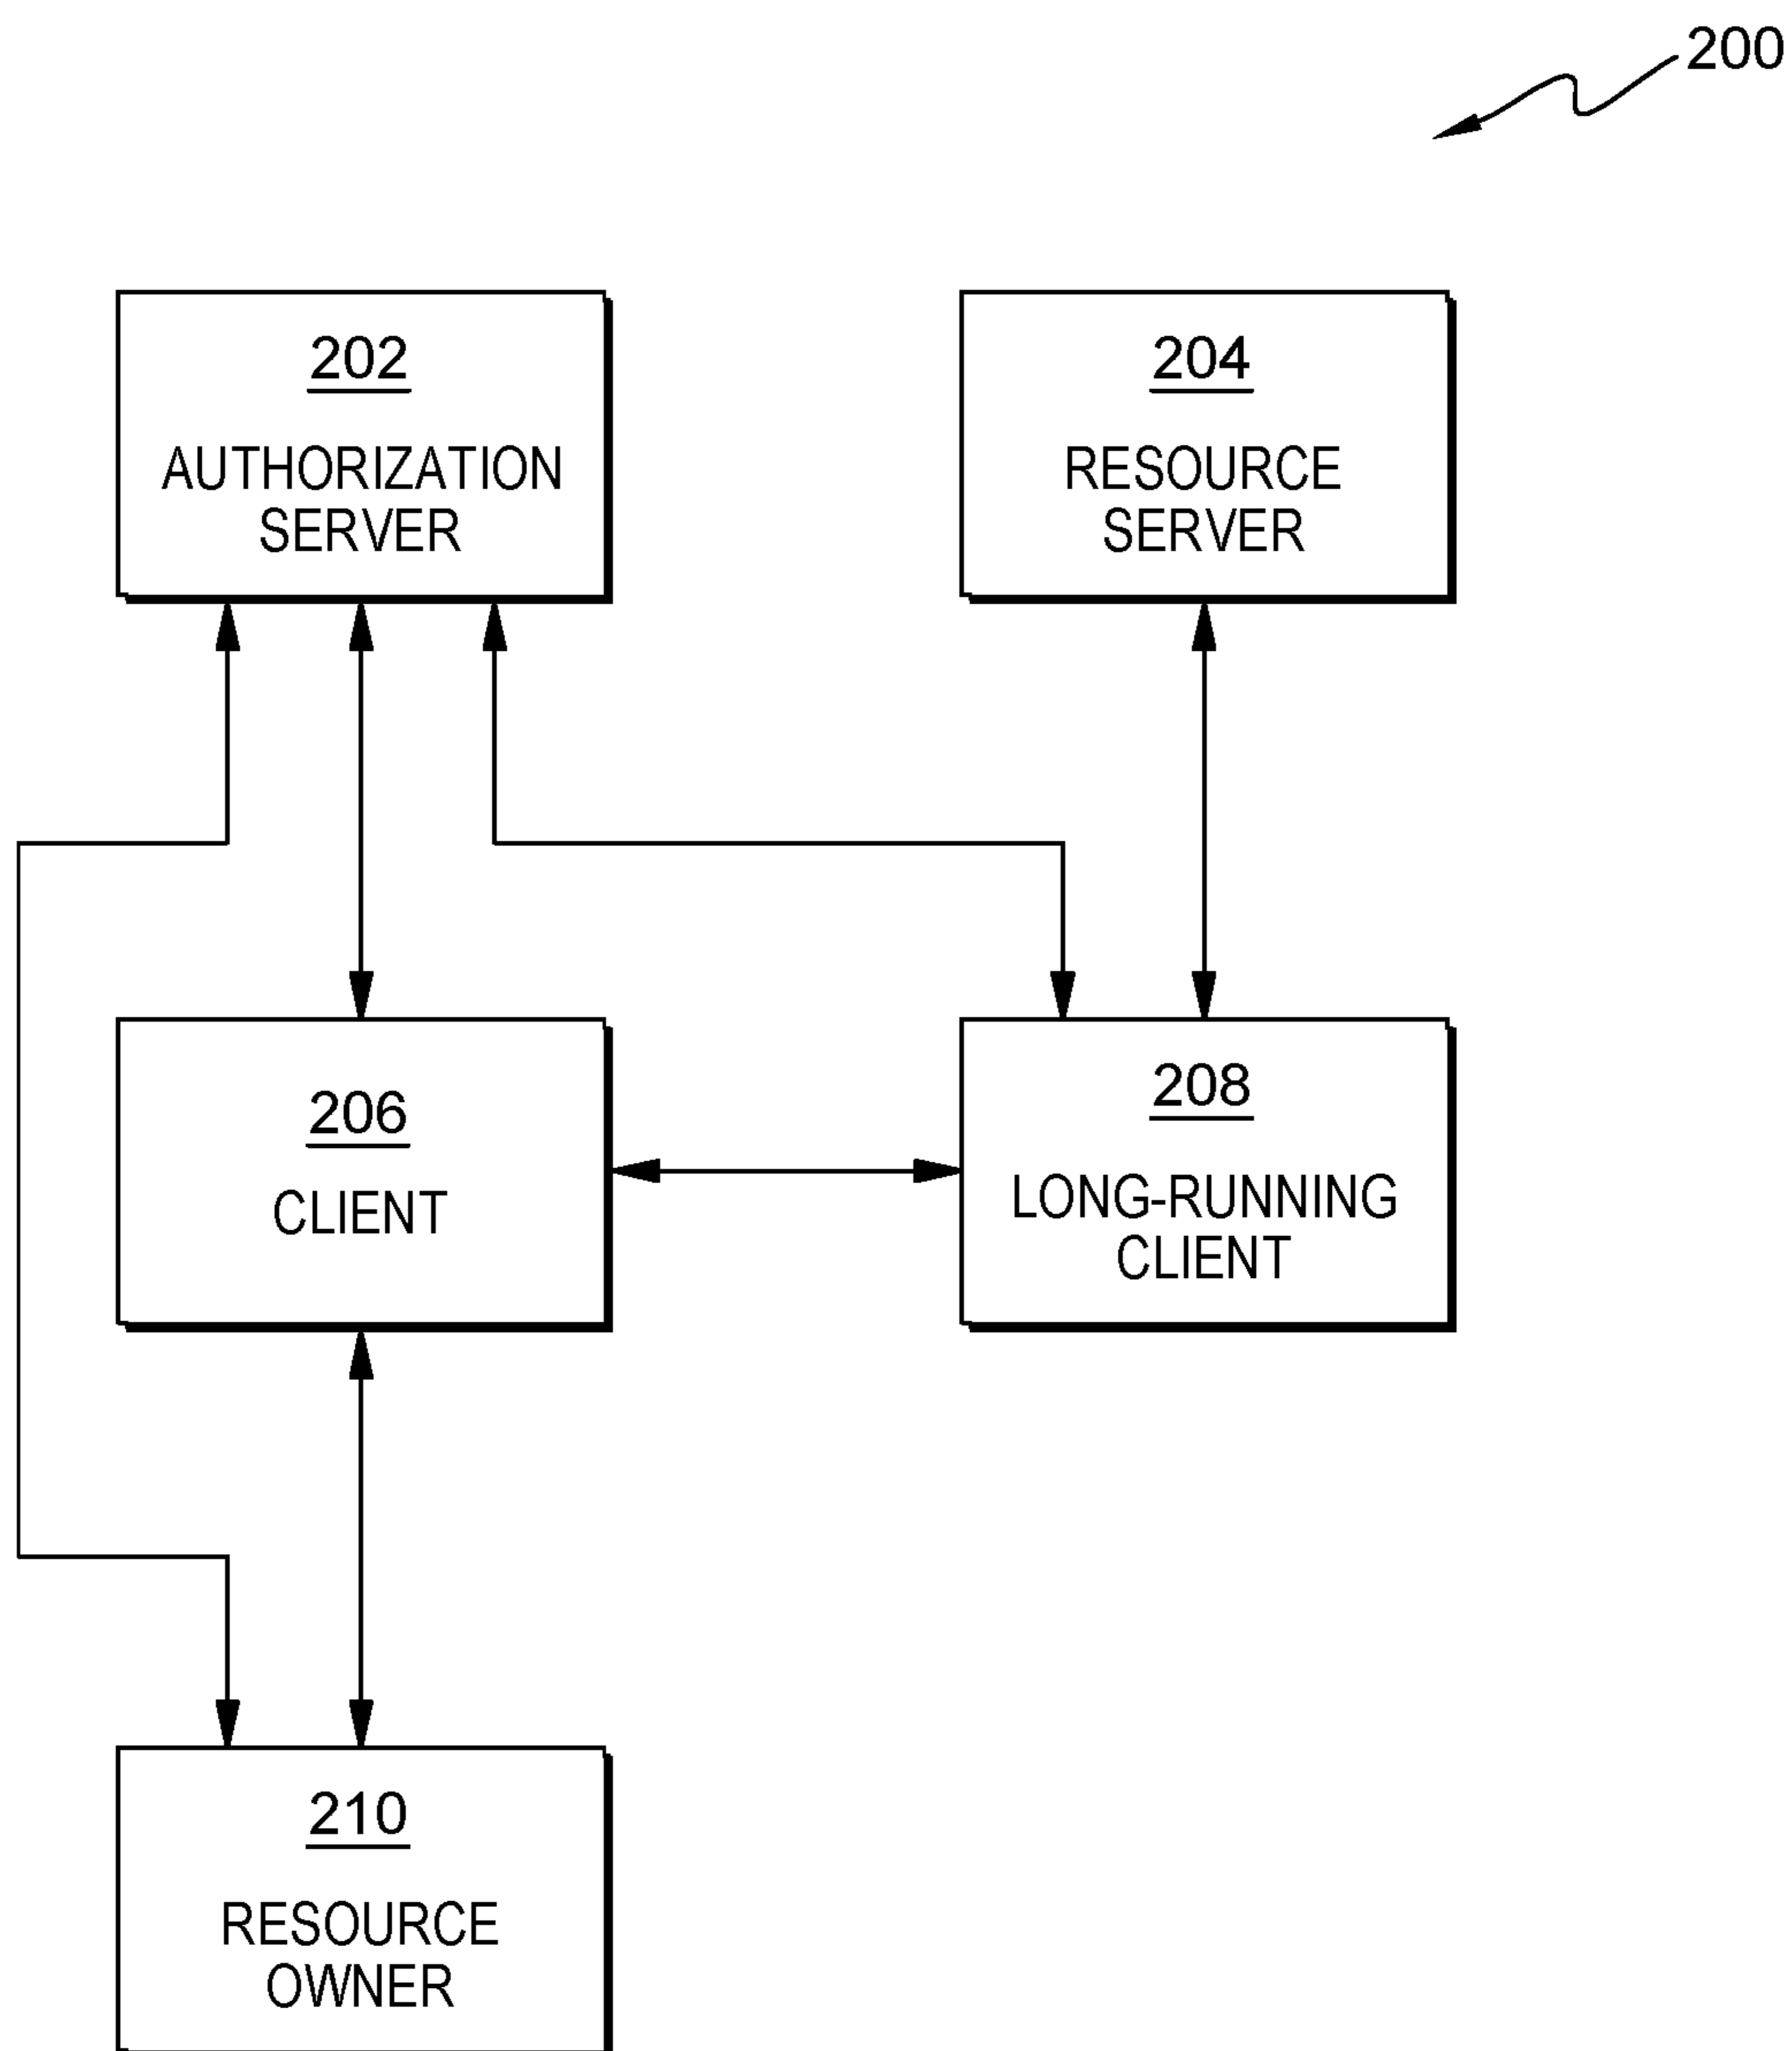 200
202
AUTHORIZATION
SERVER
204
RESOURCE
SERVER
206
CLIENT
208
LONG-RUNNING
CLIENT
210
RESOURCE
OWNER